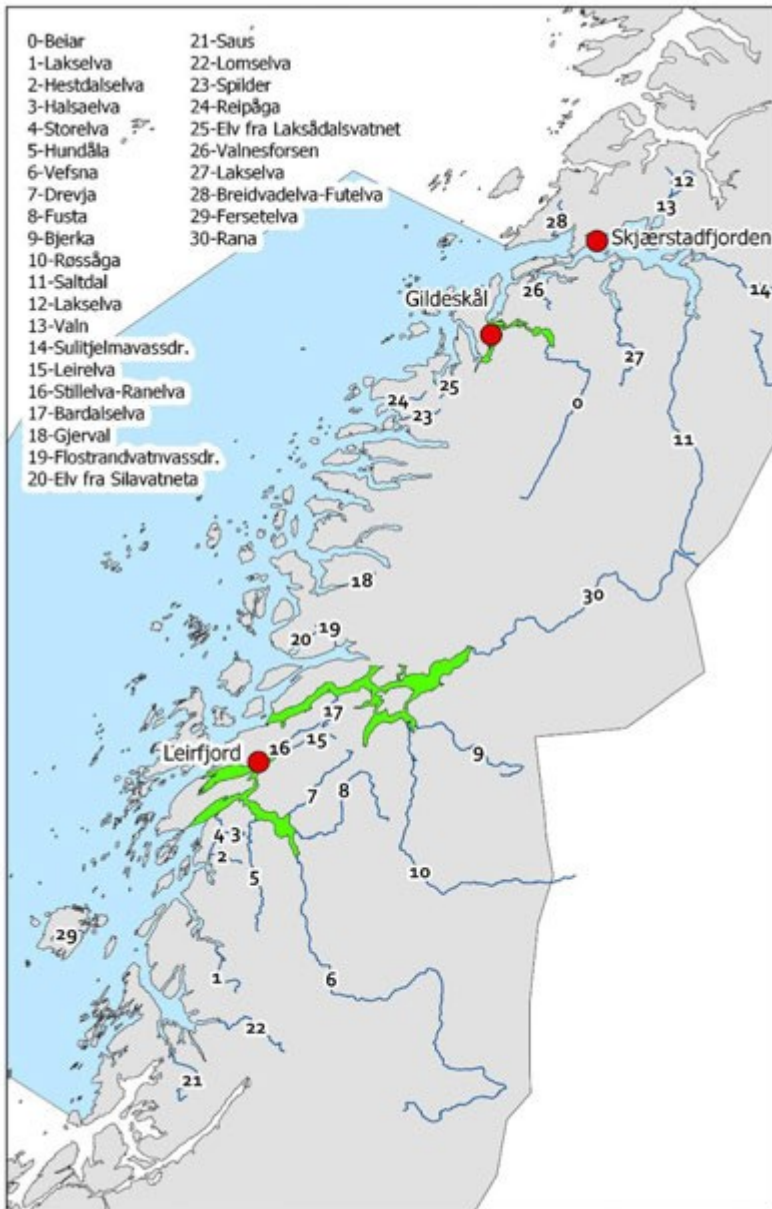 0-Beiar
1-Lakselva
2-Hestdalselva
3-Halsaelva
4-Storelva
5-Hundåla
6-Vefsna
7-Drevja
8-Fusta
9-Bjerka
10-Røssåga
11-Saltdal
12-Lakselva
13-Valn
14-Sulitjelmavassdr.
15-Leirelva
16-Stillelva-Ranelva
17-Bardalselva
18-Gjerval
19-Flostrandvatnvassdr.
20-Elv fra Silavatneta
21-Saus
22-Lomselva
23-Spilder
24-Reipåga
25-Elv fra Laksådalsvatnet
26-Valnesforsen
27-Lakselva
28-Breidvadelva-Futelva
29-Fersetelva
30-Rana
12
13
28
Skjærstadfjorden
14
26
Gildeskål
27
25
24
23
0
11
18
30
20
19
17
16
15
Leirfjord
9
7
8
4
3
2
5
10
29
1
6
22
21